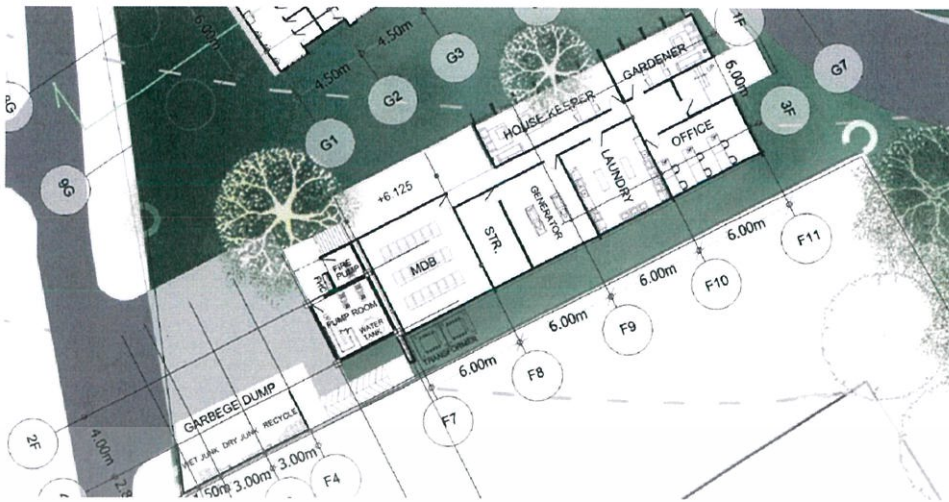 6.00m
4.50m
4.50m
G3
G2
G1
1F
G7
6.00m
3F
GARDENER
HOUSE KEEPER
OFFICE
LAUNDRY
GENERATOR
STR.
MDB
+6.125
FIRE
PUMP
PUMP ROOM
WATER
TANK
TRANSFORMER
9G
6.00m
F11
6.00m
F10
6.00m
F9
6.00m
F8
F7
GARBEGE DUMP
WET JUNK DRY JUNK RECYCLE
2F
4.00m
3.00m
3.00m
F4